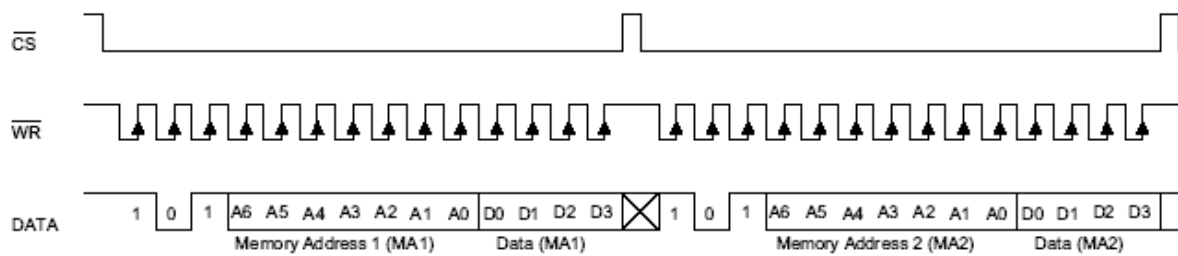 CS
WR
DATA 1 0 1 A6 A5 A4 A3 A2 A1 A0 D0 D1 D2 D3 1 0 1 A6 A5 A4 A3 A2 A1 A0 D0 D1 D2 D3
Memory Address 1 (MA1) Data (MA1) Memory Address 2 (MA2) Data (MA2)